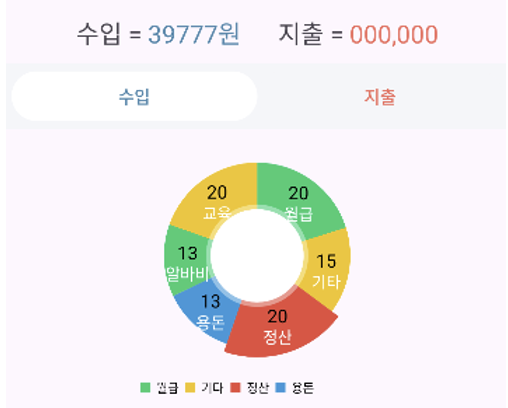 수입 = 39777원 지출 = 000,000
수입 지출
20
교육
20
월급
13
알바비
15
기타
13
용돈
20
정산
월급 기타 정산 용돈